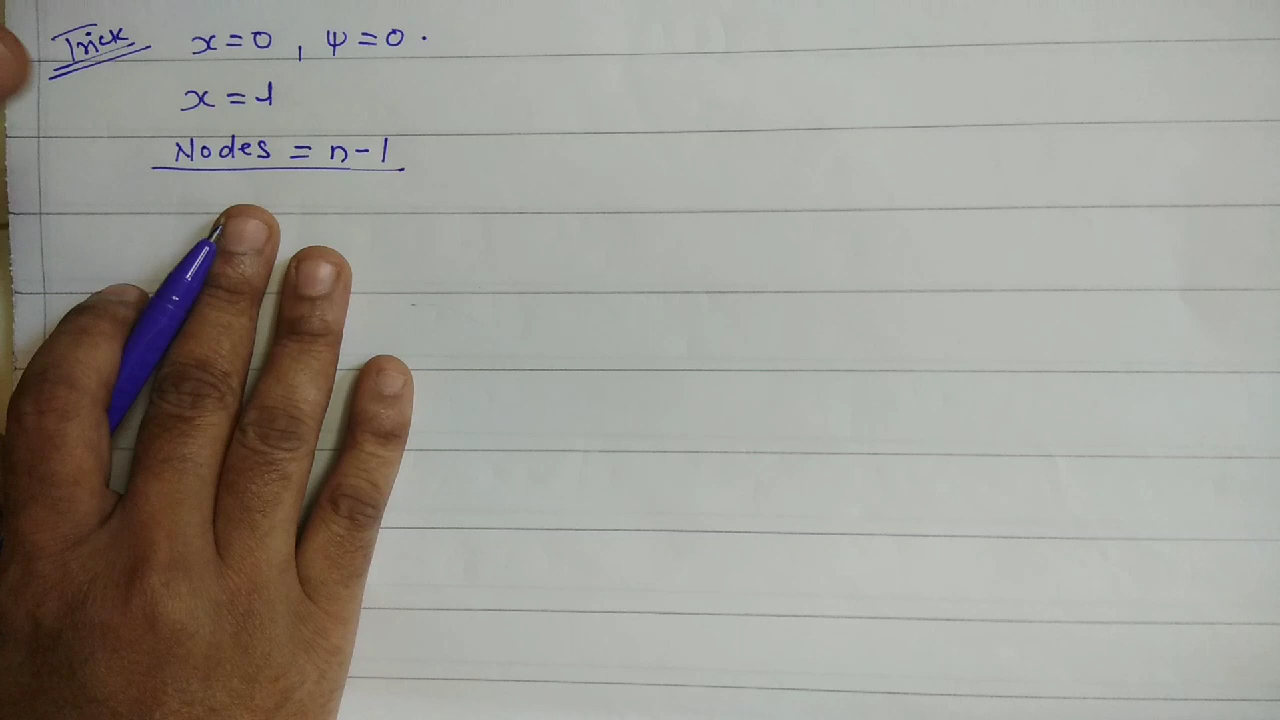 Trick x=0, ψ=0.
x=1
Nodes = n-1